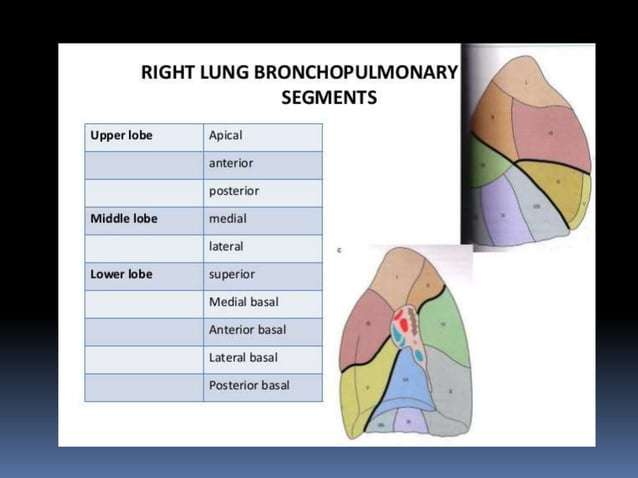 RIGHT LUNG BRONCHOPULMONARY
SEGMENTS
Upper lobe Apical
anterior
posterior
Middle lobe medial
lateral
Lower lobe superior
Medial basal
Anterior basal
Lateral basal
Posterior basal
C